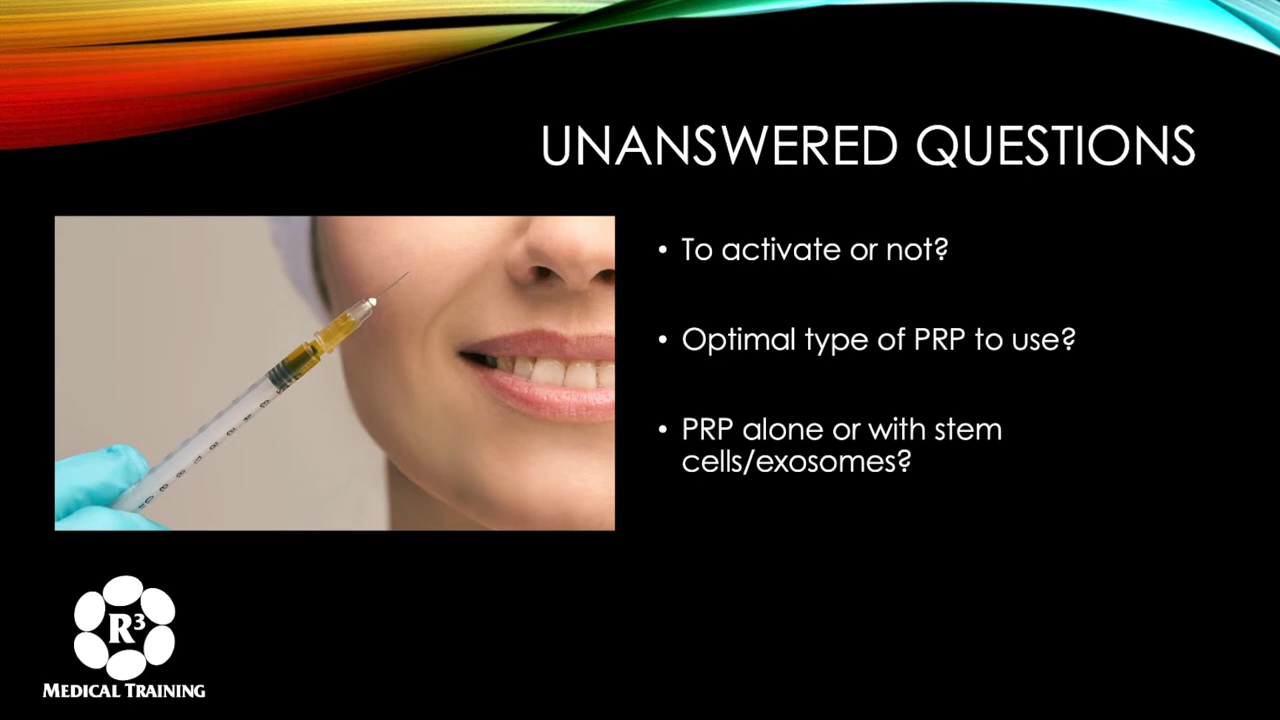 UNANSWERED QUESTIONS
• To activate or not?
• Optimal type of PRP to use?
• PRP alone or with stem
cells/exosomes?
R³
MEDICAL TRAINING